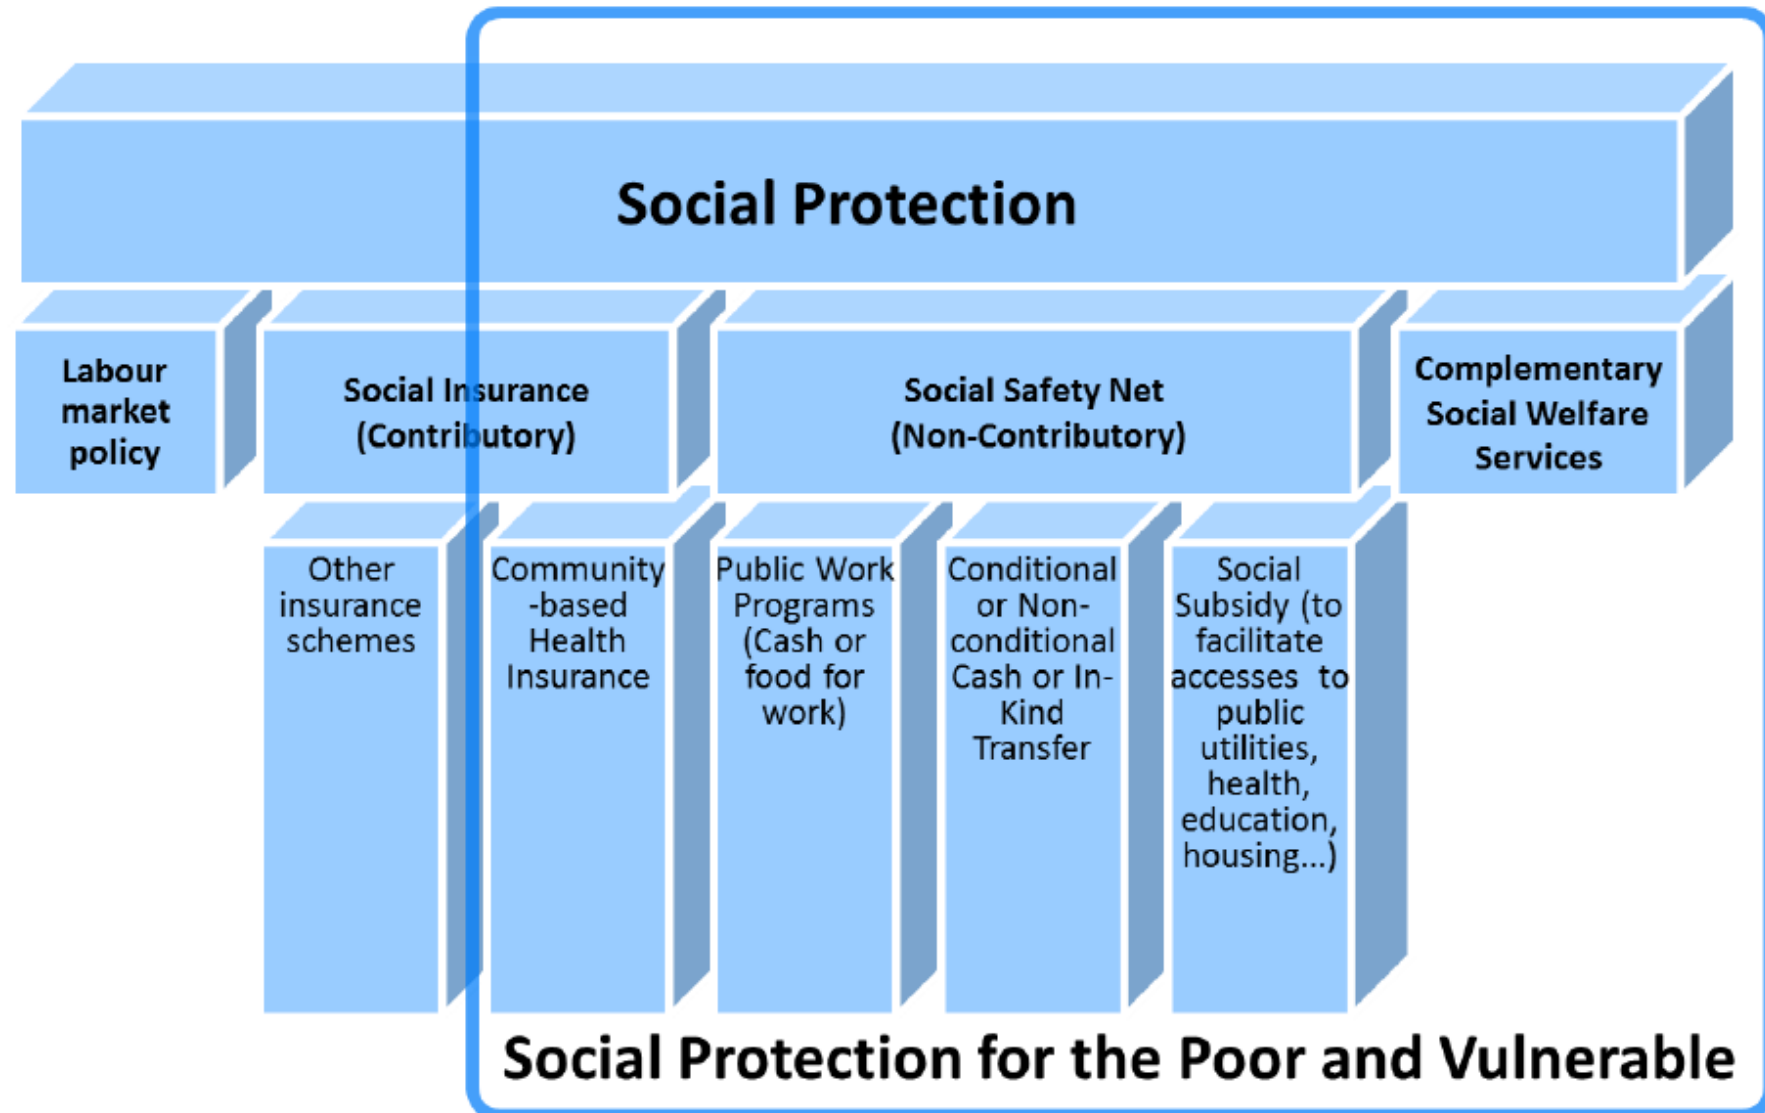 Social Protection
Labour
market
policy
Social Insurance
(Contributory)
Social Safety Net
(Non-Contributory)
Complementary
Social Welfare
Services
Other
insurance
schemes
Community
-based
Health
Insurance
Public Work
Programs
(Cash or
food for
work)
Conditional
or Non-
conditional
Cash or In-
Kind
Transfer
Social
Subsidy (to
facilitate
accesses to
public
utilities,
health,
education,
housing...)
Social Protection for the Poor and Vulnerable